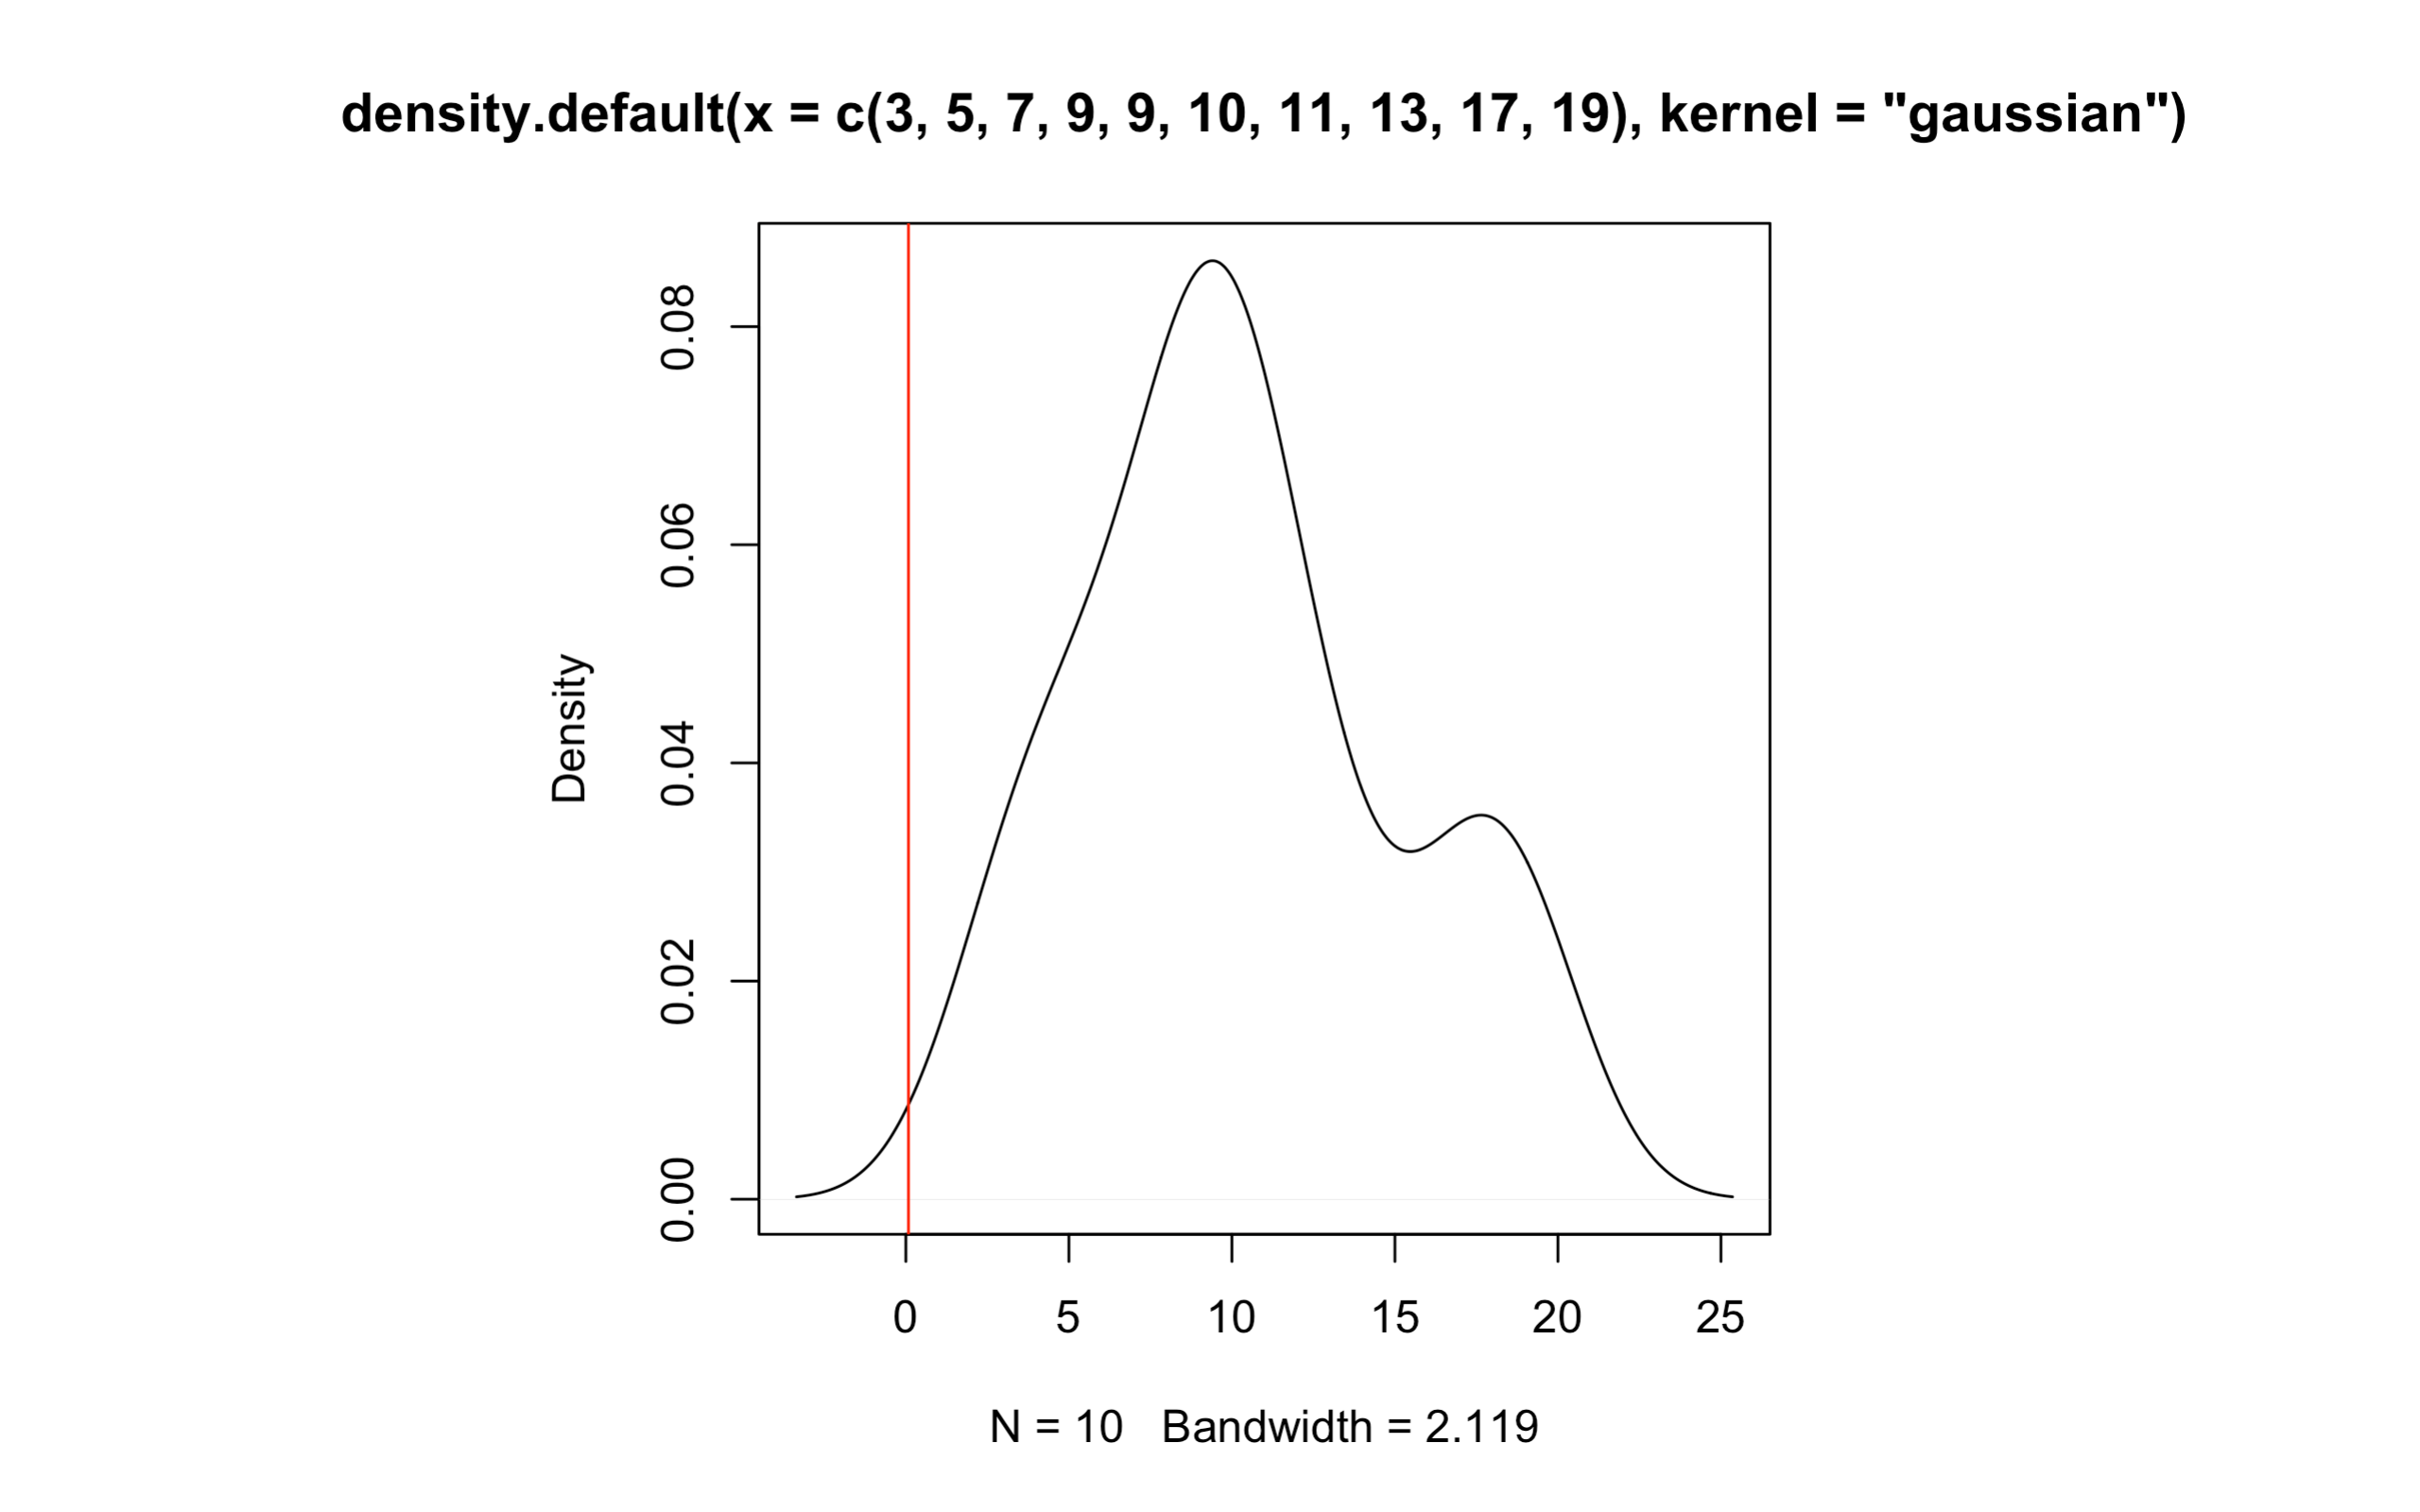 density.default(x = c(3, 5, 7, 9, 9, 10, 11, 13, 17, 19), kernel = "gaussian")
Density
0.08
0.06
0.04
0.02
0.00
0 5 10 15 20 25
N = 10 Bandwidth = 2.119